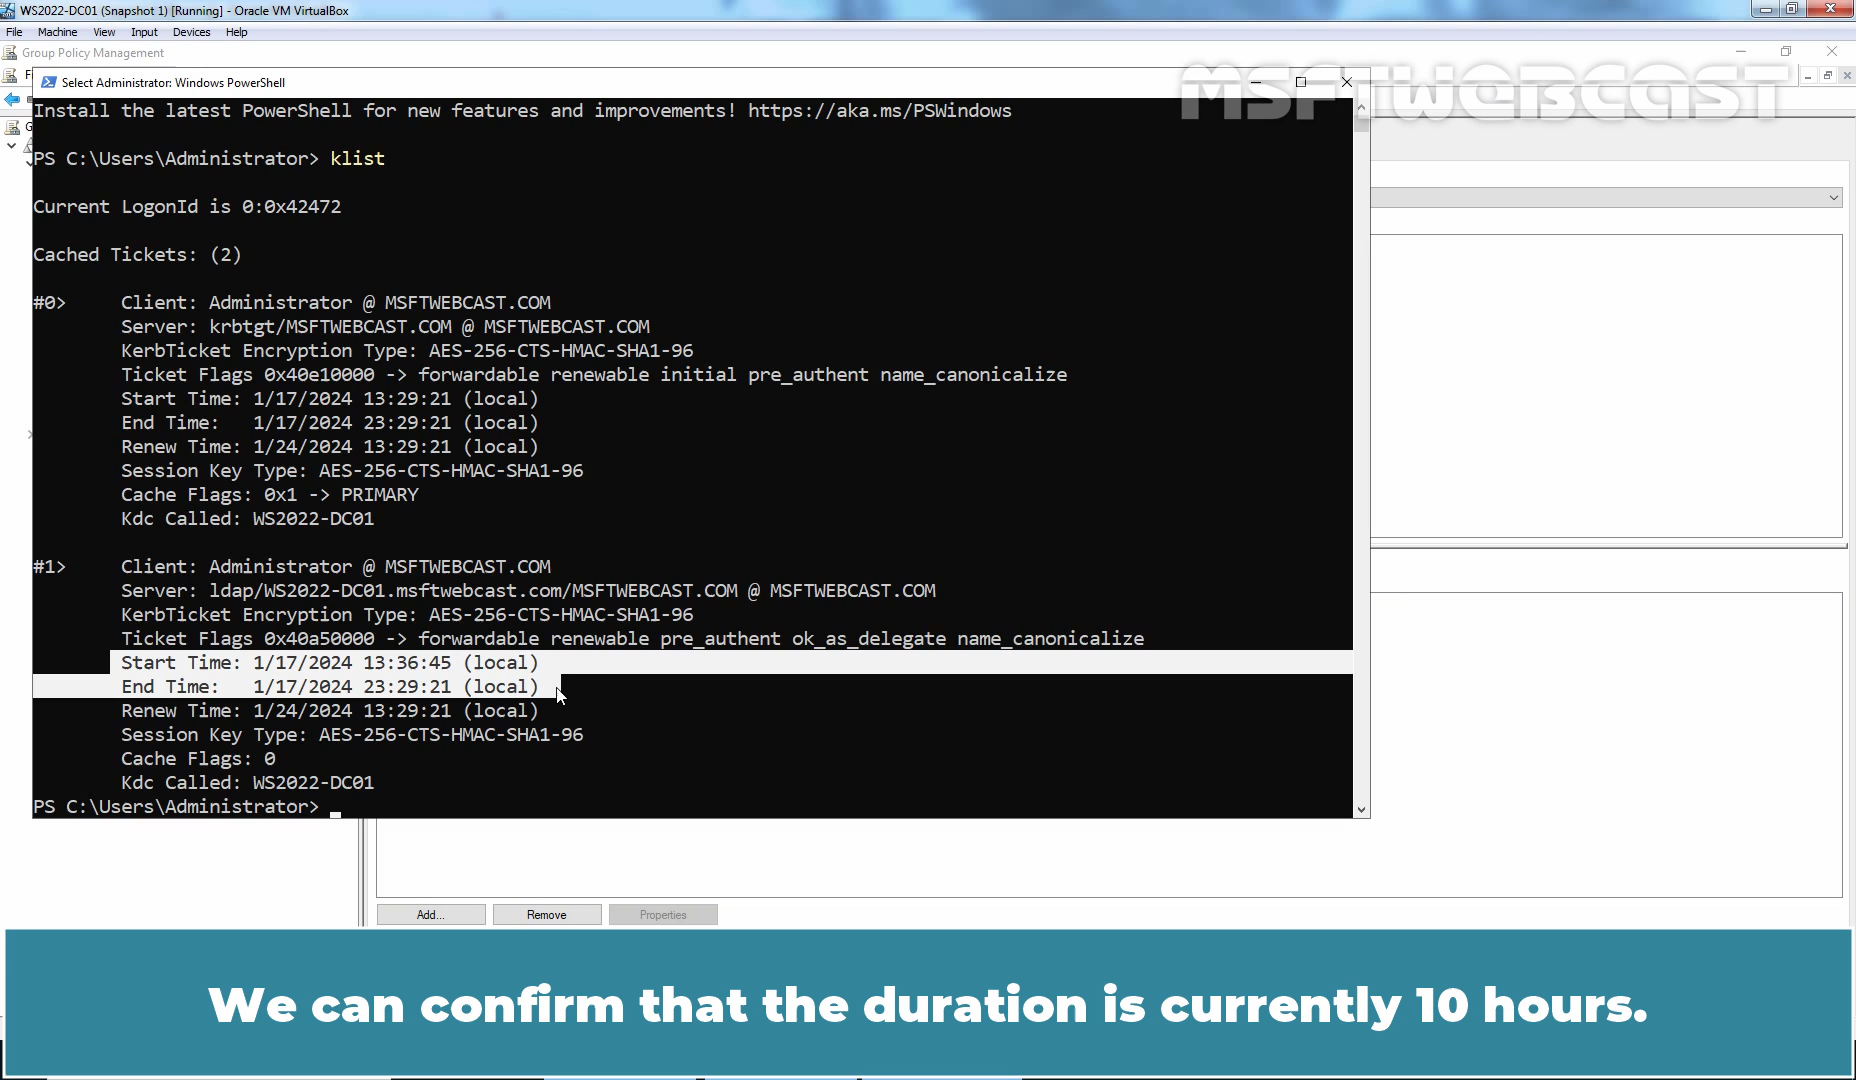 WS2022-DC01 (Snapshot 1) [Running] - Oracle VM VirtualBox
File Machine View Input Devices Help
Group Policy Management
F
Select Administrator: Windows PowerShell
MSFTWEBCAST
Install the latest PowerShell for new features and improvements! https://aka.ms/PSWindows
G
PS C:\Users\Administrator> klist
Current LogonId is 0:0x42472
Cached Tickets: (2)
#0> Client: Administrator @ MSFTWEBCAST.COM
Server: krbtgt/MSFTWEBCAST.COM @ MSFTWEBCAST.COM
KerbTicket Encryption Type: AES-256-CTS-HMAC-SHA1-96
Ticket Flags 0x40e10000 -> forwardable renewable initial pre_authent name_canonicalize
Start Time: 1/17/2024 13:29:21 (local)
End Time: 1/17/2024 23:29:21 (local)
Renew Time: 1/24/2024 13:29:21 (local)
Session Key Type: AES-256-CTS-HMAC-SHA1-96
Cache Flags: 0x1 -> PRIMARY
Kdc Called: WS2022-DC01
#1> Client: Administrator @ MSFTWEBCAST.COM
Server: ldap/WS2022-DC01.msftwebcast.com/MSFTWEBCAST.COM @ MSFTWEBCAST.COM
KerbTicket Encryption Type: AES-256-CTS-HMAC-SHA1-96
Ticket Flags 0x40a50000 -> forwardable renewable pre_authent ok_as_delegate name_canonicalize
Start Time: 1/17/2024 13:36:45 (local)
End Time: 1/17/2024 23:29:21 (local)
Renew Time: 1/24/2024 13:29:21 (local)
Session Key Type: AES-256-CTS-HMAC-SHA1-96
Cache Flags: 0
Kdc Called: WS2022-DC01
PS C:\Users\Administrator>
Add... Remove Properties
We can confirm that the duration is currently 10 hours.